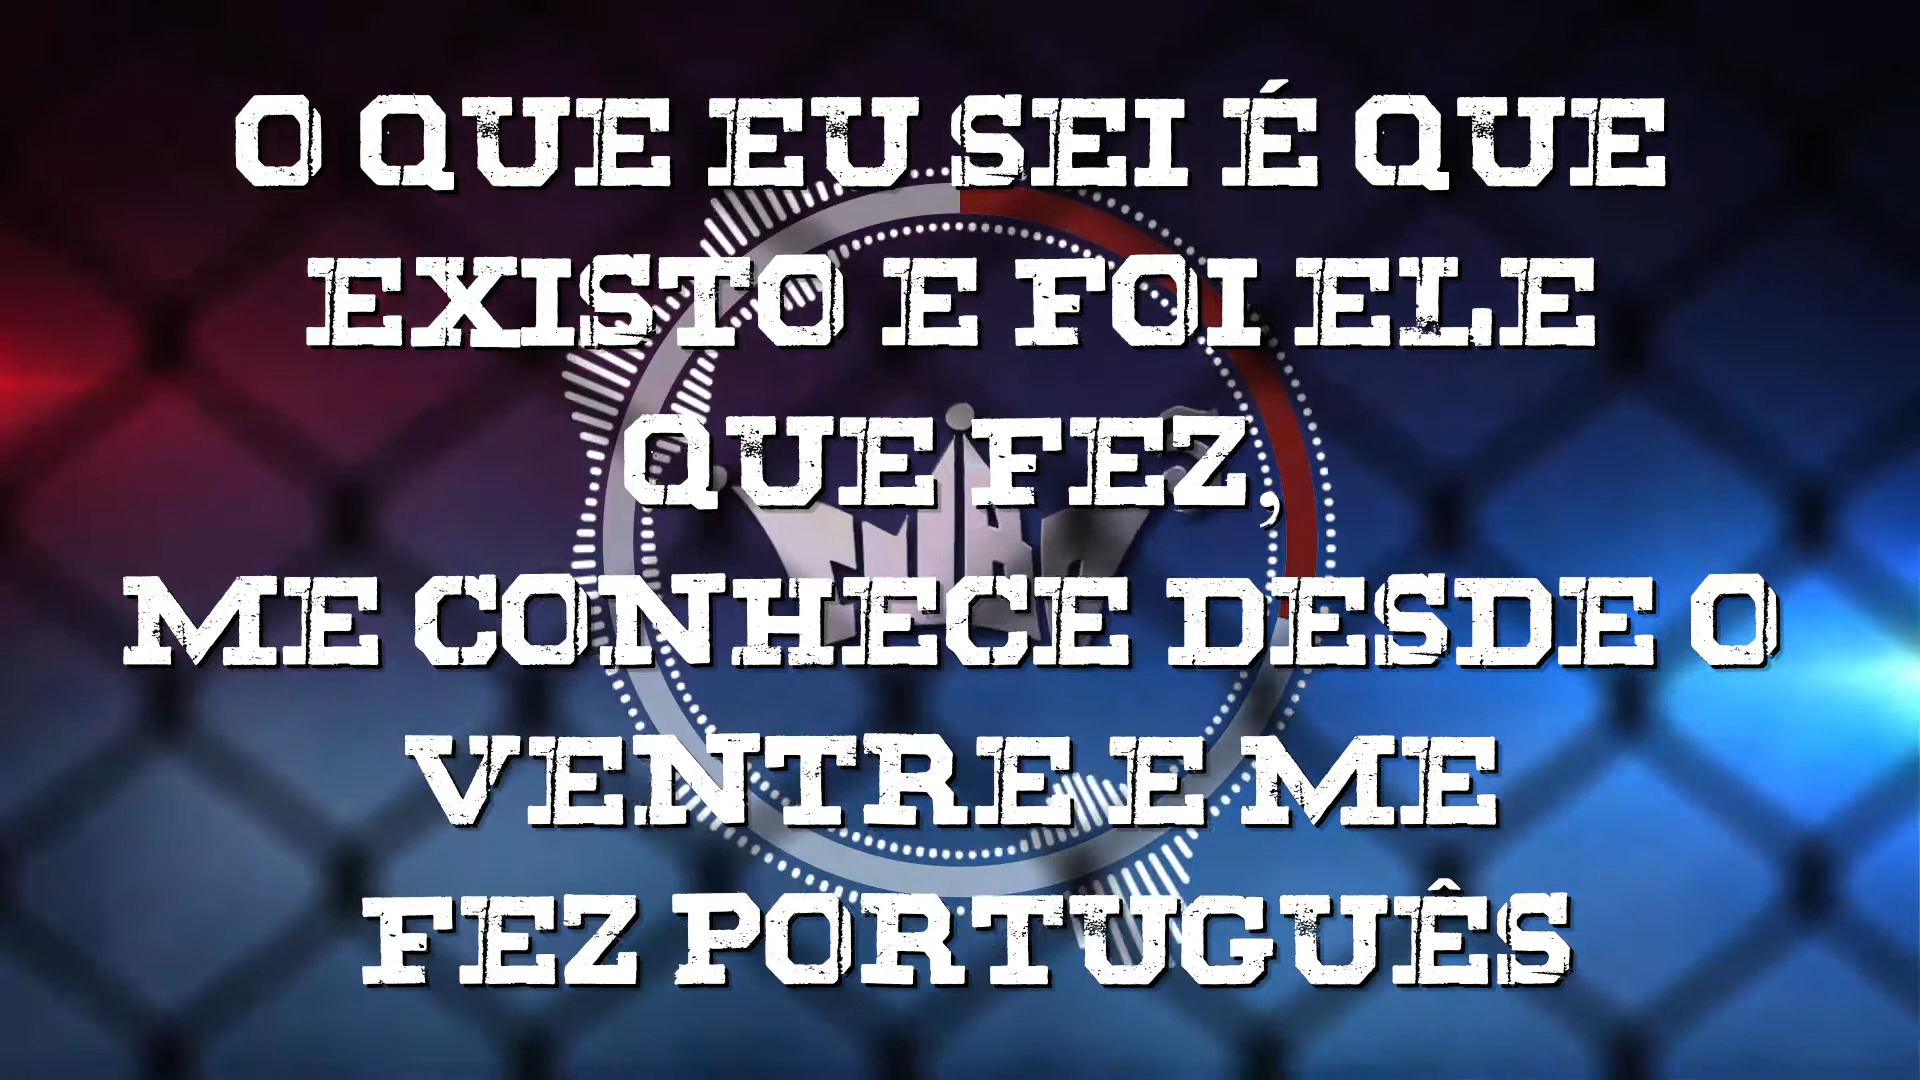 O QUE EU SEI É QUE
EXISTO E FOI ELE
QUE FEZ,
ME CONHECE DESDE O
VENTRE E ME
FEZ PORTUGUÊS